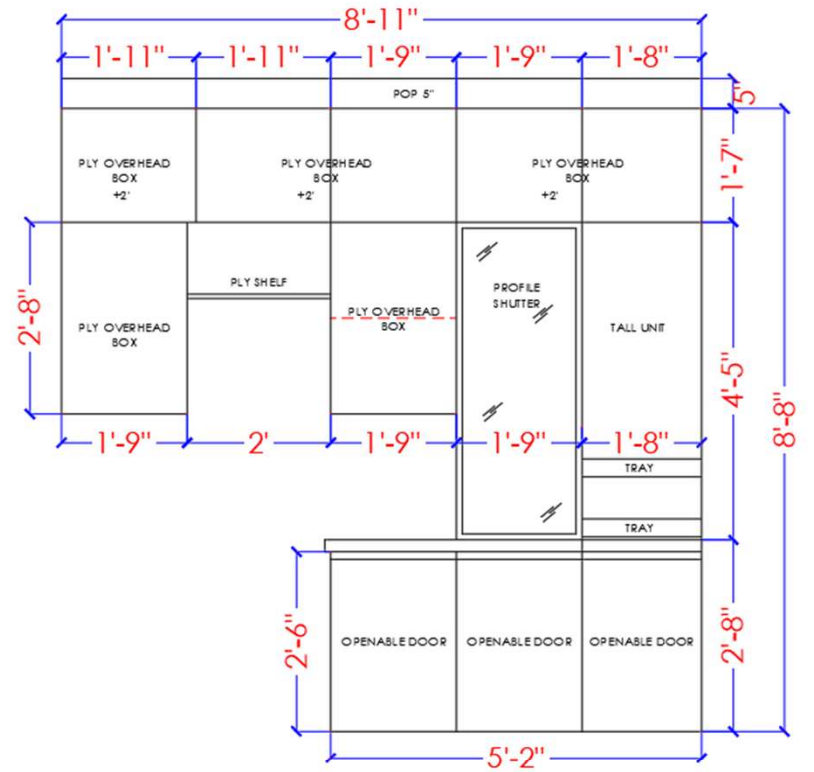 8'-11"
1'-11"
1'-11"
1'-9"
1'-9"
1'-8"
POP 5"
5"
PLY OVERHEAD
BOX
+2'
PLY OVERHEAD
BOX
+2'
PLY OVERHEAD
BOX
+2'
1'-7"
2'-8"
PLY OVERHEAD
BOX
PLY SHELF
PLY OVERHEAD
BOX
PROFILE
SHUTTER
TALL UNIT
4'-5"
8'-8"
1'-9"
2'
1'-9"
1'-9"
1'-8"
TRAY
TRAY
2'-6"
OPENABLE DOOR
OPENABLE DOOR
OPENABLE DOOR
2'-8"
5'-2"